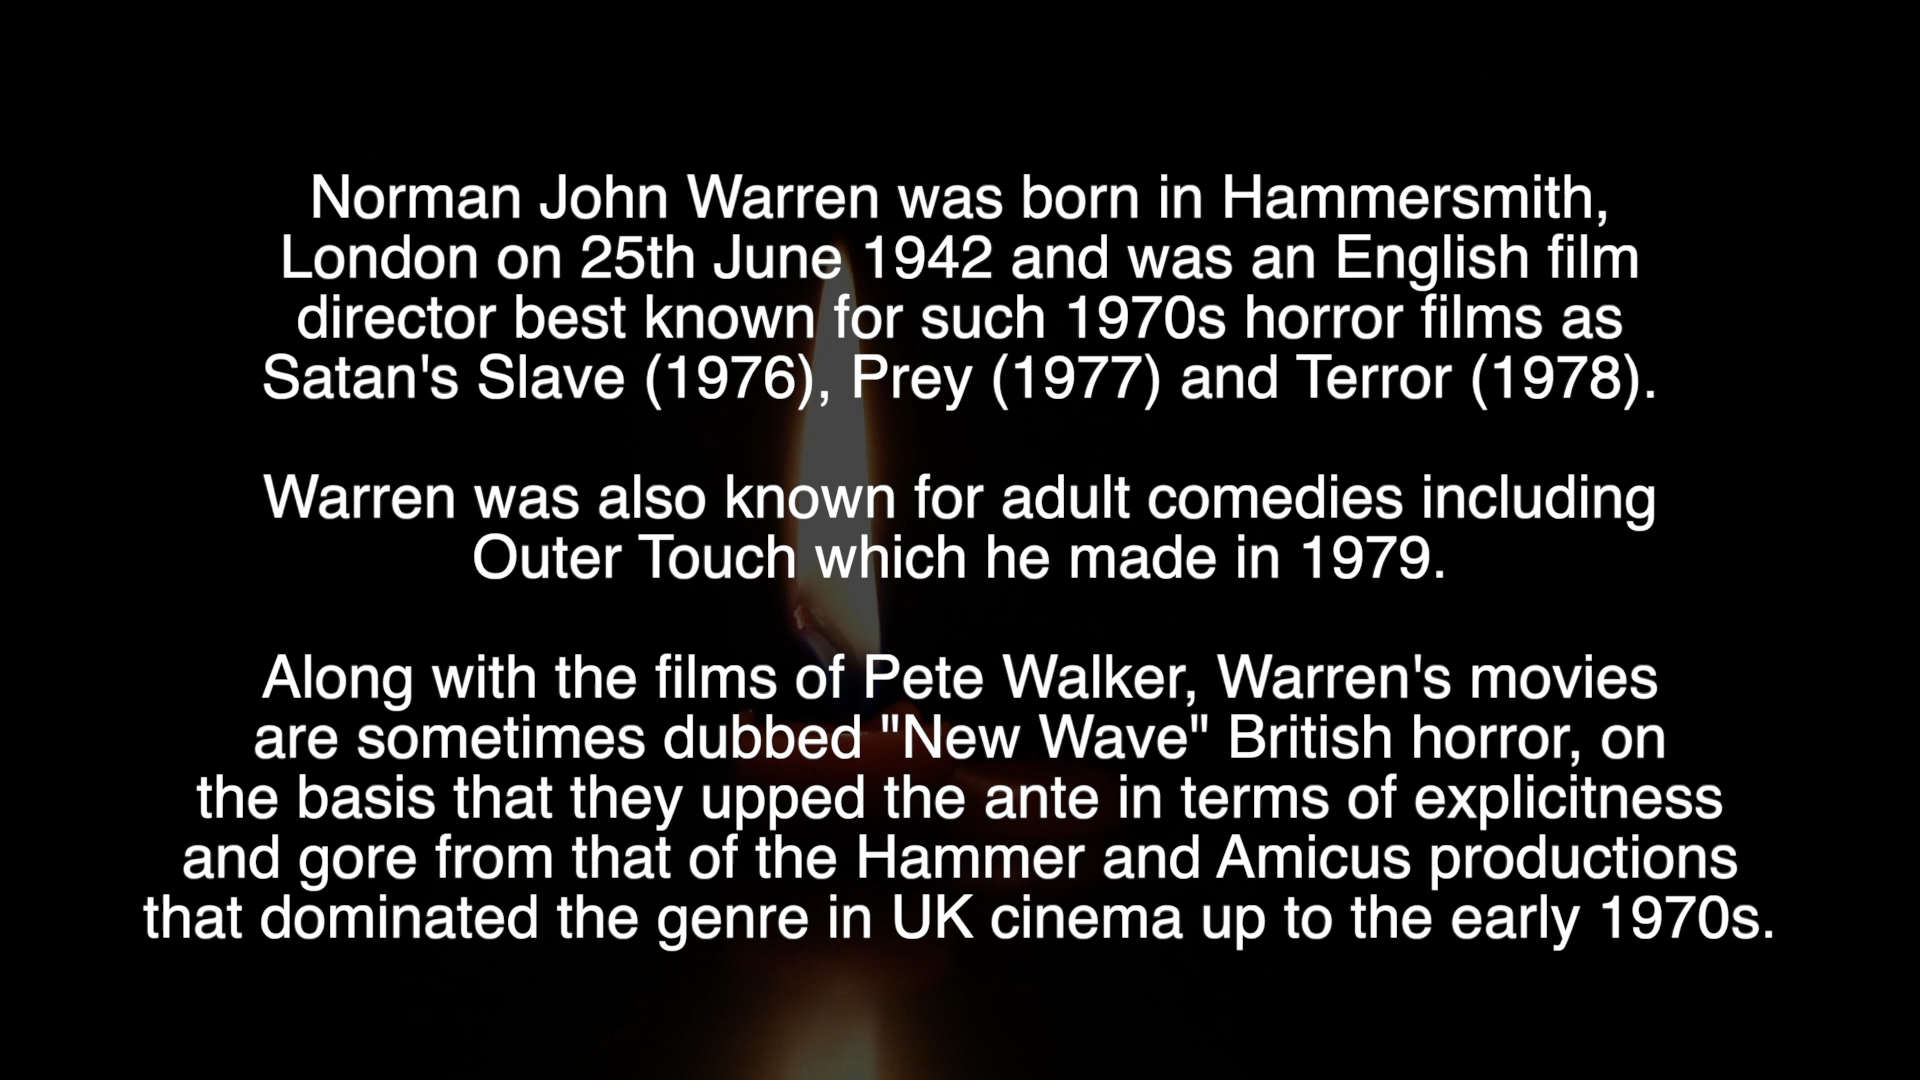 Norman John Warren was born in Hammersmith,
London on 25th June 1942 and was an English film
director best known for such 1970s horror films as
Satan's Slave (1976), Prey (1977) and Terror (1978).
Warren was also known for adult comedies including
Outer Touch which he made in 1979.
Along with the films of Pete Walker, Warren's movies
are sometimes dubbed "New Wave" British horror, on
the basis that they upped the ante in terms of explicitness
and gore from that of the Hammer and Amicus productions
that dominated the genre in UK cinema up to the early 1970s.